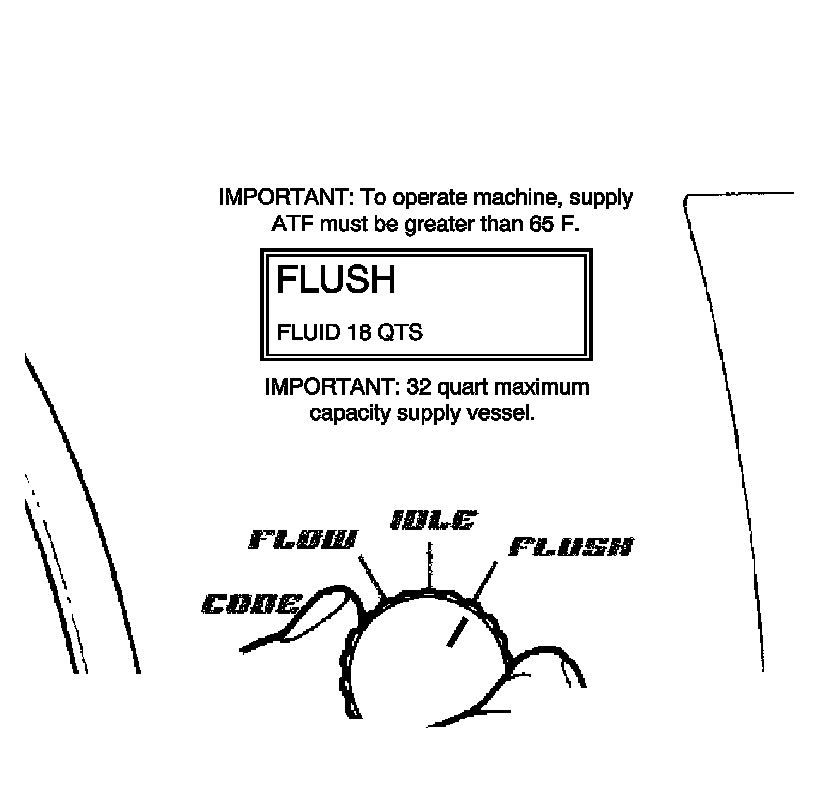 IMPORTANT: To operate machine, supply
ATF must be greater than 65 F.
FLUSH
FLUID 18 QTS
IMPORTANT: 32 quart maximum
capacity supply vessel.
IDLE
FLOW
FLUSH
CODE